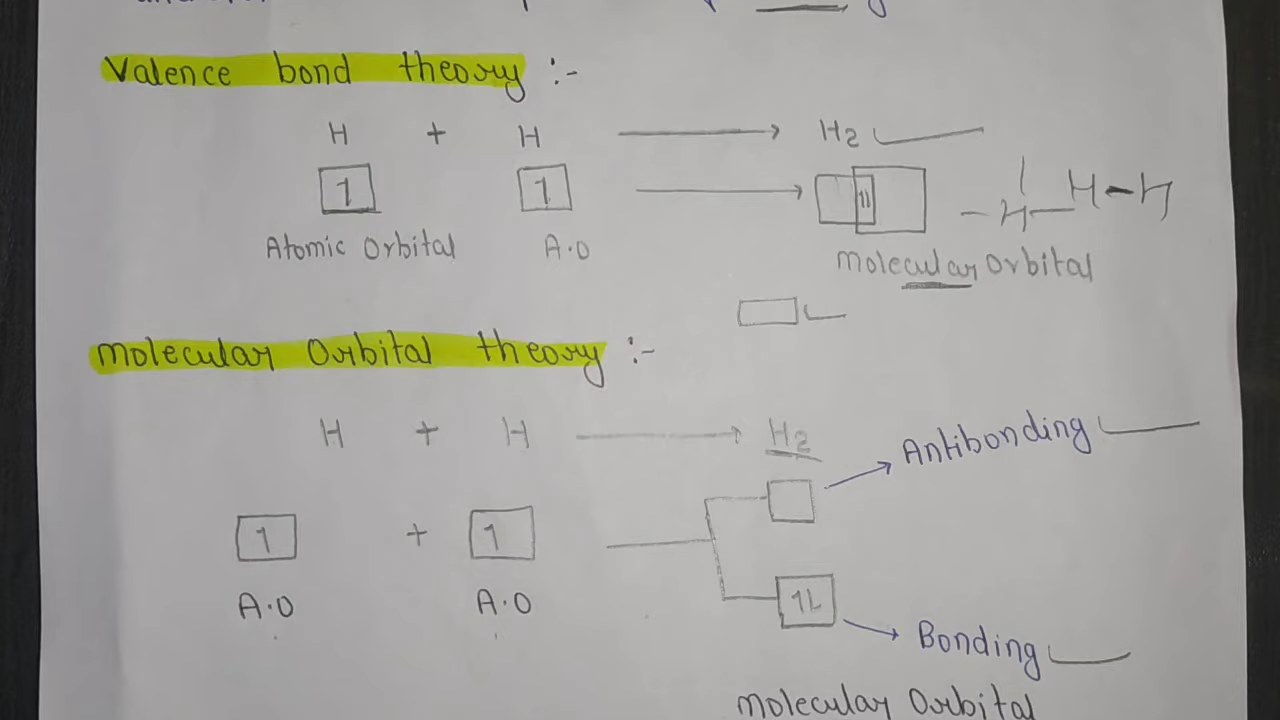 Valence bond theory :-
H + H ⟶ H2
1 1 ⟶ 1l
H H-H
Atomic Orbital A.O Molecular Orbital
Molecular Orbital theory :-
H + H ⟶ H2
Antibonding
1 + 1
1L
A.O A.O
Bonding
Molecular Orbital